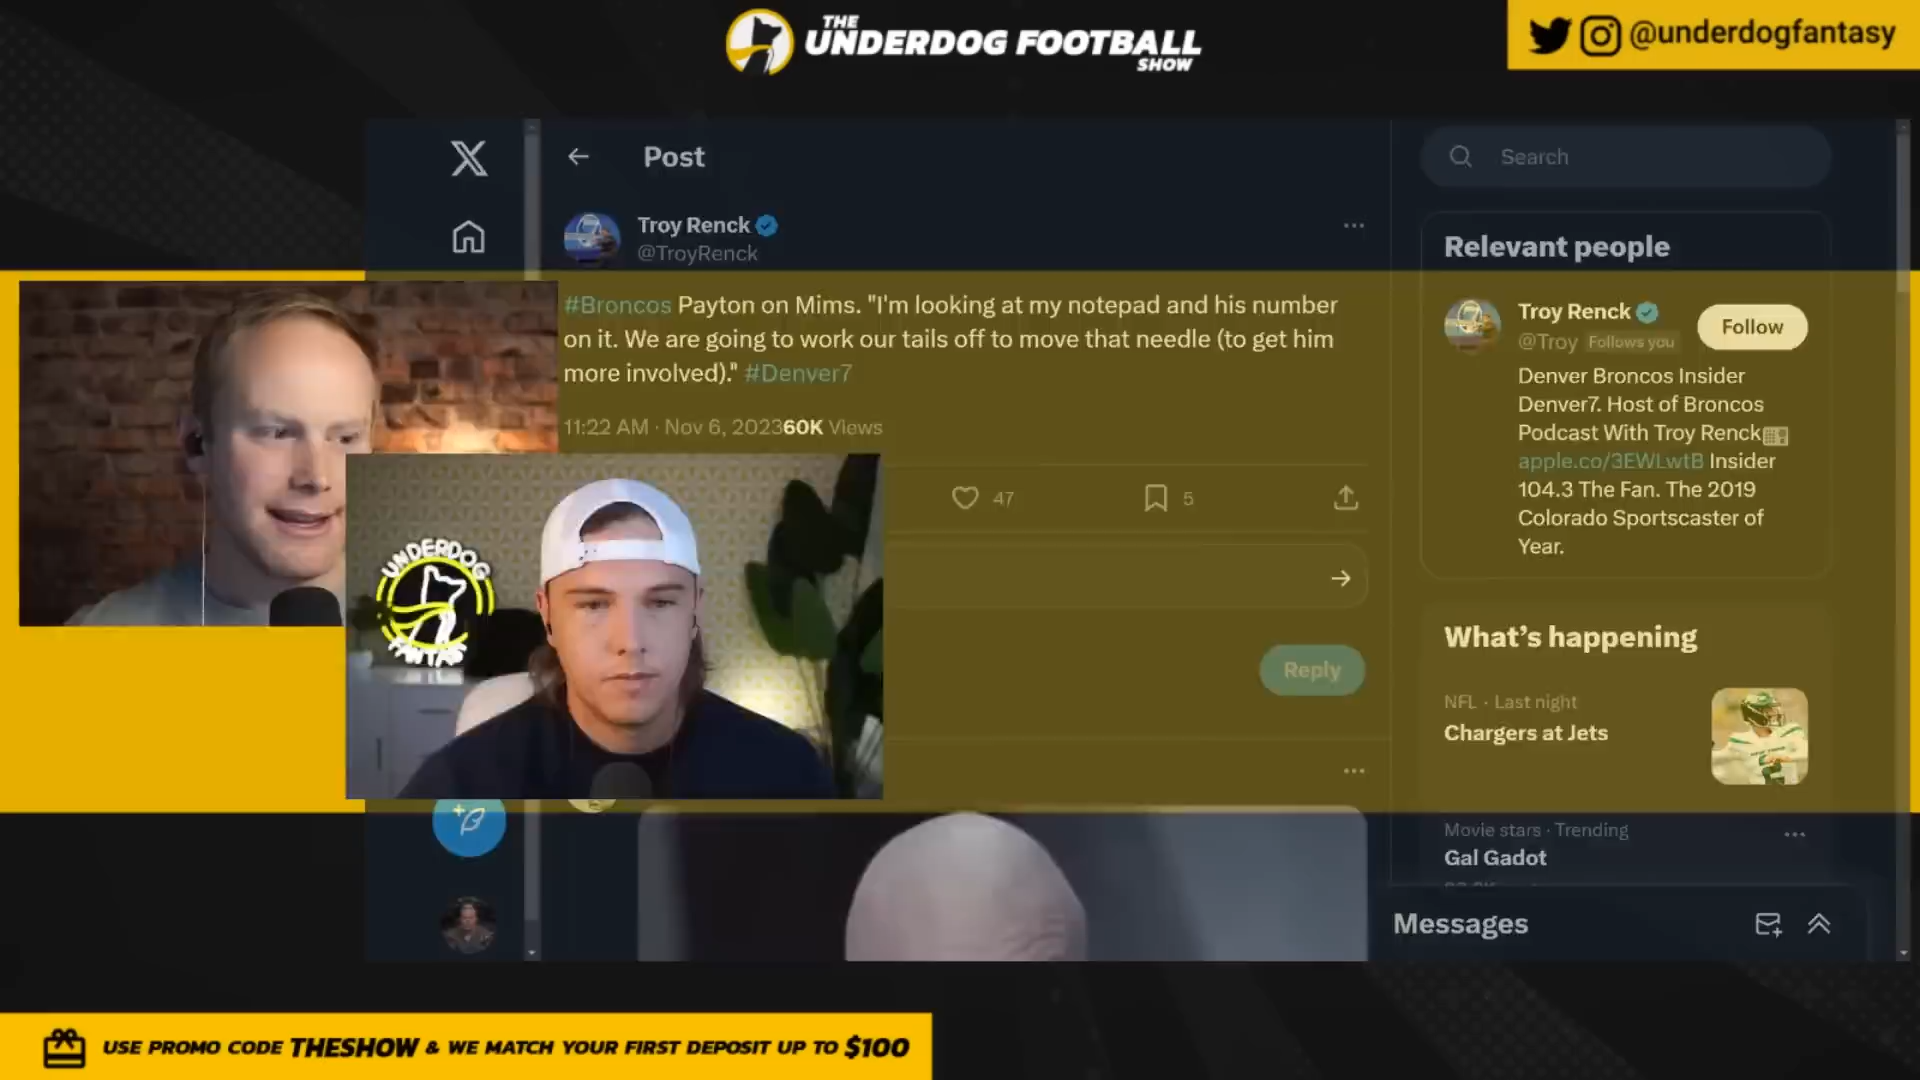 THE
UNDERDOG FOOTBALL
SHOW
@underdogfantasy
Post
Search
Troy Renck
@TroyRenck
#Broncos Payton on Mims. "I'm looking at my notepad and his number
on it. We are going to work our tails off to move that needle (to get him
more involved)." #Denver7
11:22 AM · Nov 6, 202360K Views
47
5
Reply
Relevant people
Troy Renck
@Troy Follows you
Follow
Denver Broncos Insider
Denver7. Host of Broncos
Podcast With Troy Renck
apple.co/3EWLwtB Insider
104.3 The Fan. The 2019
Colorado Sportscaster of
Year.
What's happening
NFL · Last night
Chargers at Jets
Movie stars · Trending
Gal Gadot
Messages
UNDERDOG
USE PROMO CODE THESHOW & WE MATCH YOUR FIRST DEPOSIT UP TO $100